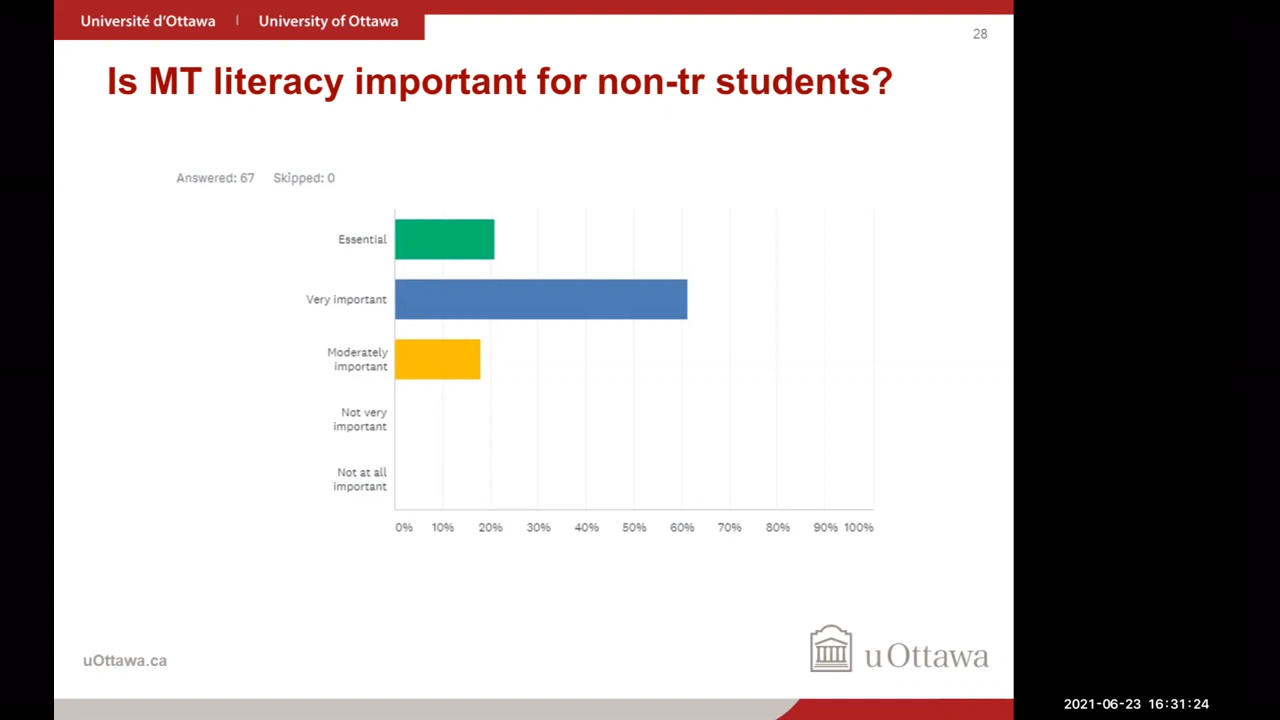 Université d'Ottawa | University of Ottawa
28
Is MT literacy important for non-tr students?
Answered: 67 Skipped: 0
Essential
Very important
Moderately
important
Not very
important
Not at all
important
0% 10% 20% 30% 40% 50% 60% 70% 80% 90% 100%
uOttawa.ca
uOttawa
2021-06-23 16:31:24